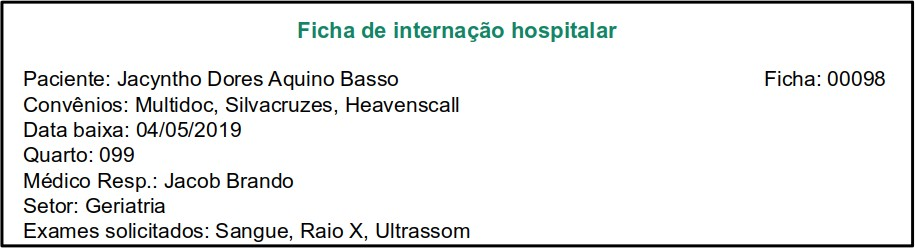 Ficha de internação hospitalar
Paciente: Jacyntho Dores Aquino Basso Ficha: 00098
Convênios: Multidoc, Silvacruzes, Heavenscall
Data baixa: 04/05/2019
Quarto: 099
Médico Resp.: Jacob Brando
Setor: Geriatria
Exames solicitados: Sangue, Raio X, Ultrassom